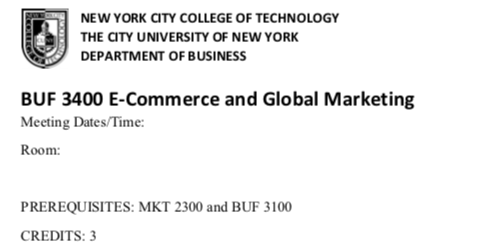 NEW YORK CITY COLLEGE OF TECHNOLOGY
THE CITY UNIVERSITY OF NEW YORK
DEPARTMENT OF BUSINESS
BUF 3400 E-Commerce and Global Marketing
Meeting Dates/Time:
Room:
PREREQUISITES: MKT 2300 and BUF 3100
CREDITS: 3